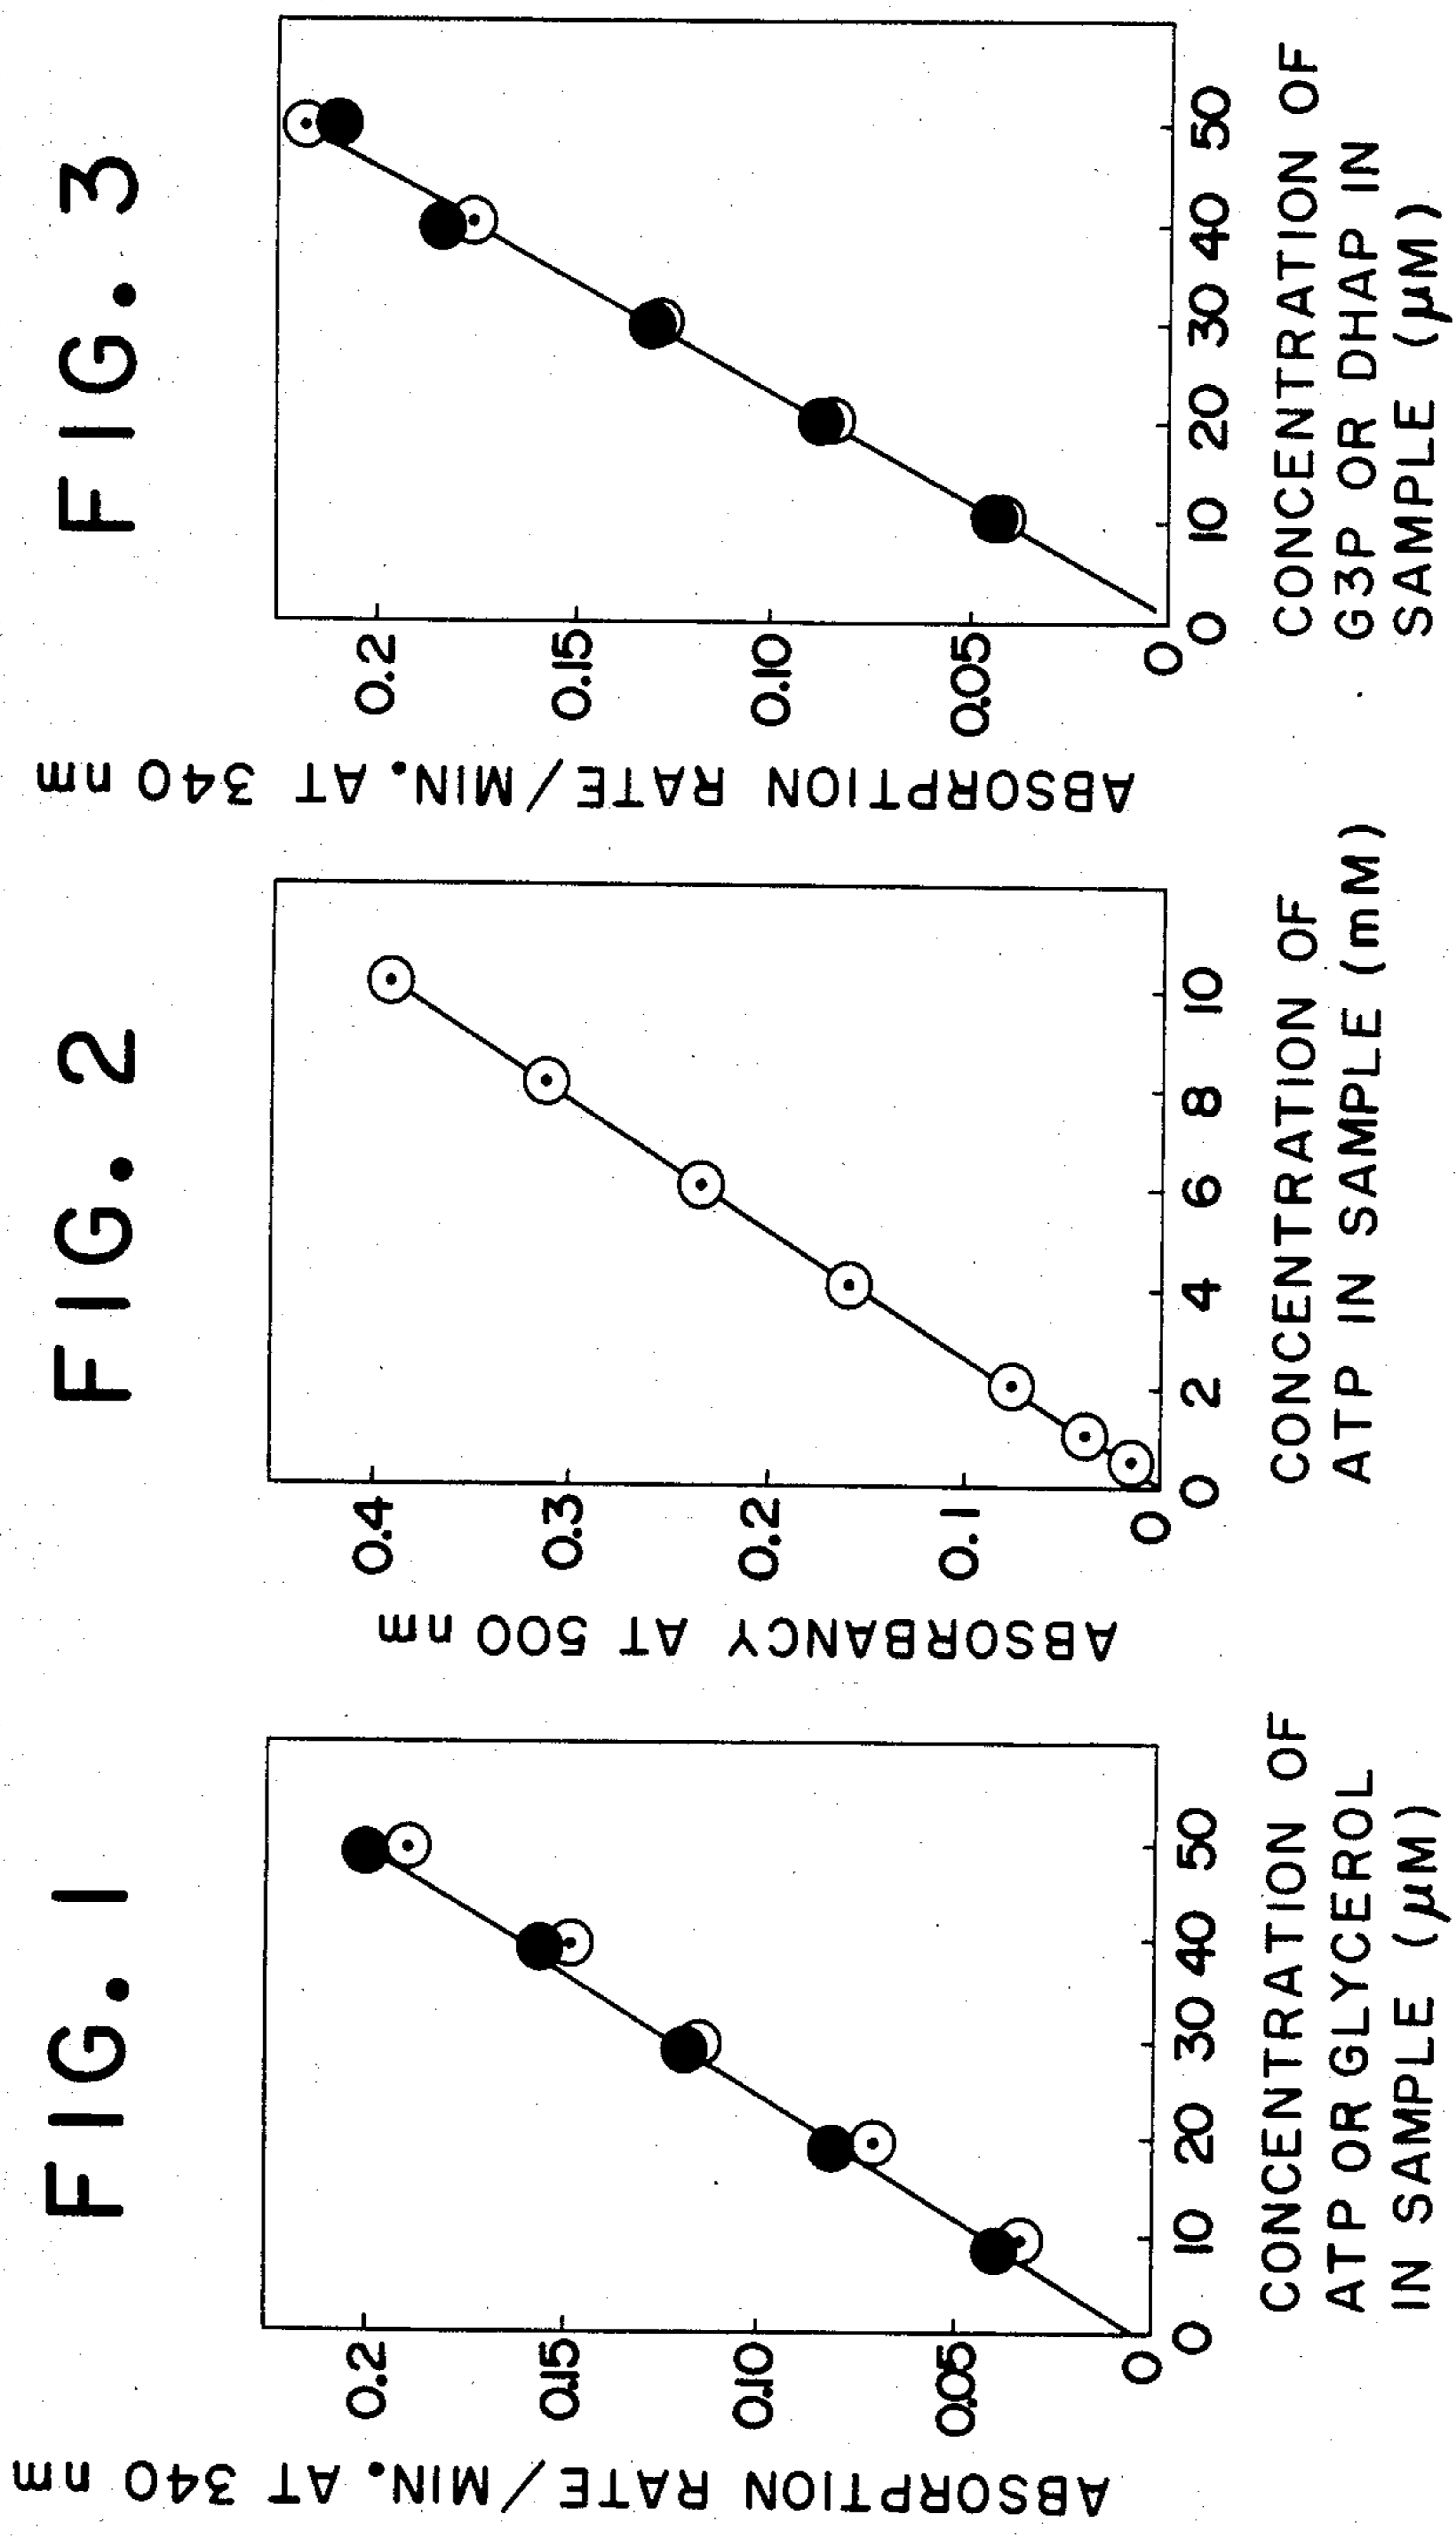 FIG. 1
0.2
0.15
0.10
0.05
0
0 10 20 30 40 50
ABSORPTION RATE/MIN. AT 340 nm
CONCENTRATION OF
ATP OR GLYCEROL
IN SAMPLE (μM)
FIG. 2
0.4
0.3
0.2
0.1
0
0 2 4 6 8 10
ABSORBANCY AT 500 nm
CONCENTRATION OF
ATP IN SAMPLE (mM)
FIG. 3
0.2
0.15
0.10
0.05
0
0 10 20 30 40 50
ABSORPTION RATE/MIN. AT 340 nm
CONCENTRATION OF
G3P OR DHAP IN
SAMPLE (μM)